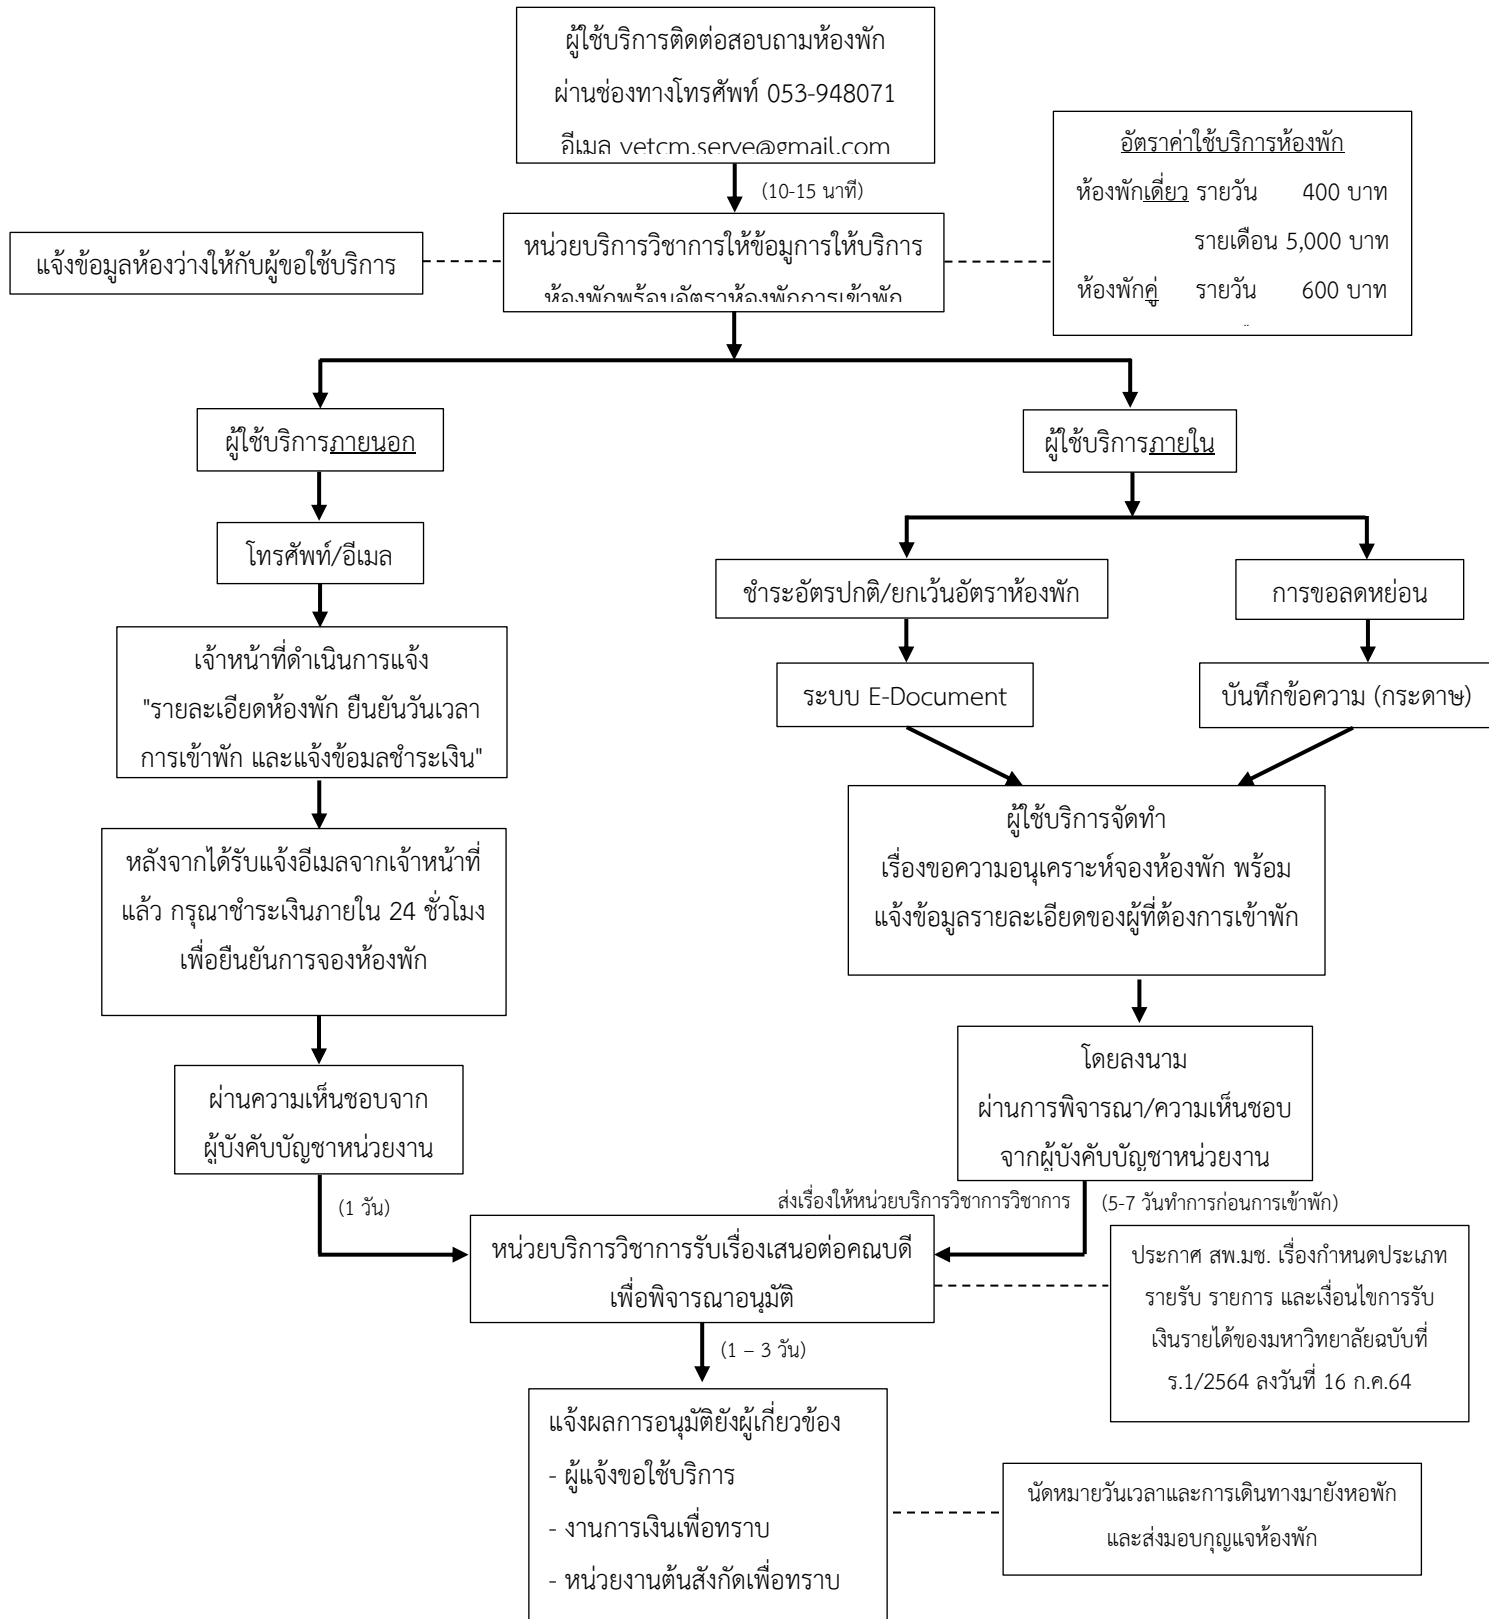 ผู้ใช้บริการติดต่อสอบถามห้องพัก
ผ่านช่องทางโทรศัพท์ 053-948071
อีเมล vetcm.serve@gmail.com
(10-15 นาที)
อัตราค่าใช้บริการห้องพัก
ห้องพักเดี่ยว รายวัน 400 บาท
รายเดือน 5,000 บาท
ห้องพักคู่ รายวัน 600 บาท
แจ้งข้อมูลห้องว่างให้กับผู้ขอใช้บริการ
หน่วยบริการวิชาการให้ข้อมูการให้บริการ
ห้องพักพร้อมอัตราห้องพักการเข้าพัก
ผู้ใช้บริการภายนอก
ผู้ใช้บริการภายใน
โทรศัพท์/อีเมล
ชำระอัตรปกติ/ยกเว้นอัตราห้องพัก
การขอลดหย่อน
เจ้าหน้าที่ดำเนินการแจ้ง
"รายละเอียดห้องพัก ยืนยันวันเวลา
การเข้าพัก และแจ้งข้อมูลชำระเงิน"
ระบบ E-Document
บันทึกข้อความ (กระดาษ)
หลังจากได้รับแจ้งอีเมลจากเจ้าหน้าที่
แล้ว กรุณาชำระเงินภายใน 24 ชั่วโมง
เพื่อยืนยันการจองห้องพัก
ผู้ใช้บริการจัดทำ
เรื่องขอความอนุเคราะห์จองห้องพัก พร้อม
แจ้งข้อมูลรายละเอียดของผู้ที่ต้องการเข้าพัก
ผ่านความเห็นชอบจาก
ผู้บังคับบัญชาหน่วยงาน
โดยลงนาม
ผ่านการพิจารณา/ความเห็นชอบ
จากผู้บังคับบัญชาหน่วยงาน
(1 วัน)
ส่งเรื่องให้หน่วยบริการวิชาการวิชาการ
(5-7 วันทำการก่อนการเข้าพัก)
หน่วยบริการวิชาการรับเรื่องเสนอต่อคณบดี
เพื่อพิจารณาอนุมัติ
ประกาศ สพ.มช. เรื่องกำหนดประเภท
รายรับ รายการ และเงื่อนไขการรับ
เงินรายได้ของมหาวิทยาลัยฉบับที่
ร.1/2564 ลงวันที่ 16 ก.ค.64
(1 – 3 วัน)
แจ้งผลการอนุมัติยังผู้เกี่ยวข้อง
- ผู้แจ้งขอใช้บริการ
- งานการเงินเพื่อทราบ
- หน่วยงานต้นสังกัดเพื่อทราบ
นัดหมายวันเวลาและการเดินทางมายังหอพัก
และส่งมอบกุญแจห้องพัก